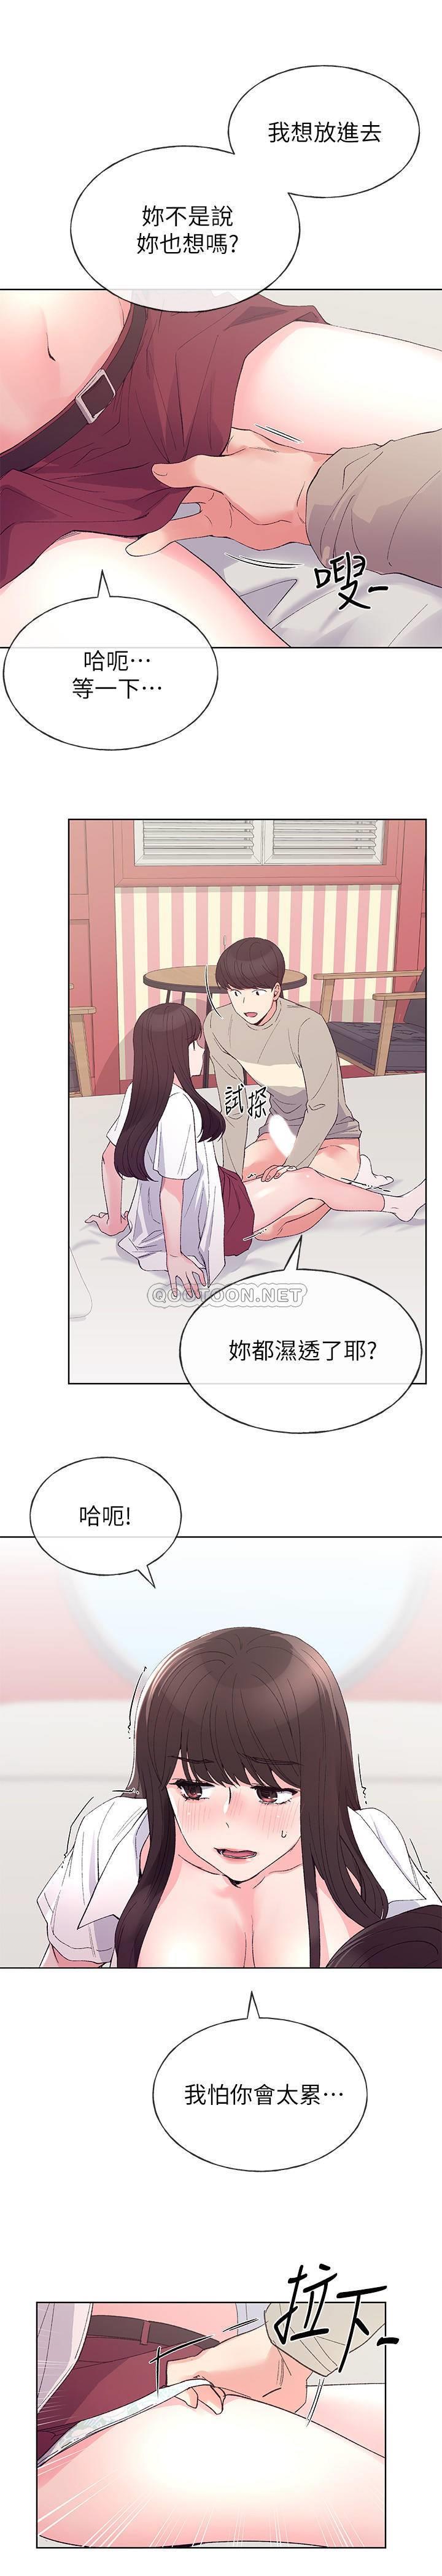 我想放進去
妳不是說
妳也想嗎?
嗖-
哈呃…
等一下…
試探
QOOTOON.NET
妳都濕透了耶?
哈呃!
我怕你會太累…
拉下-